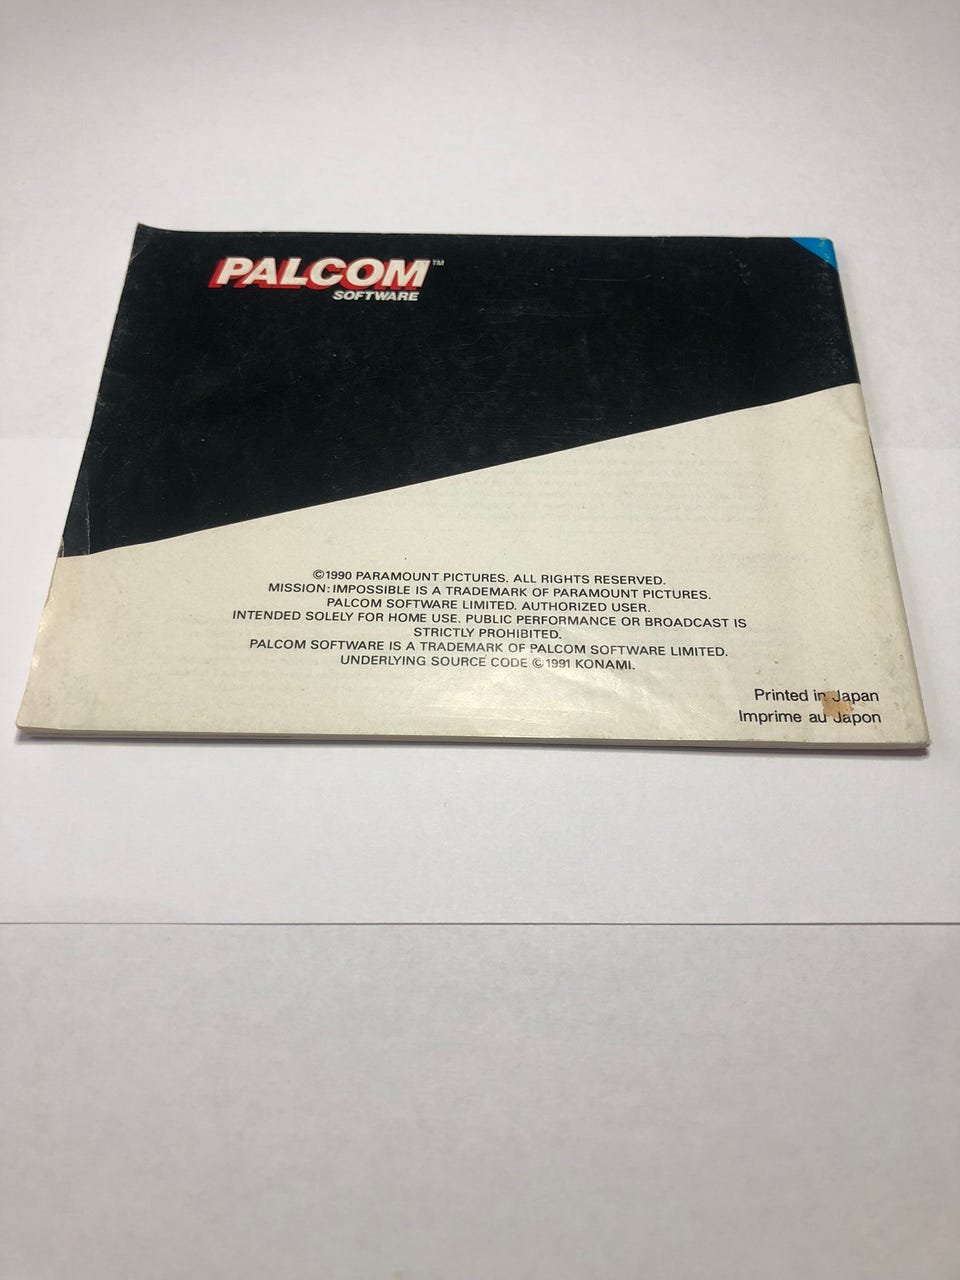 PALCOM™
SOFTWARE
©1990 PARAMOUNT PICTURES. ALL RIGHTS RESERVED.
MISSION: IMPOSSIBLE IS A TRADEMARK OF PARAMOUNT PICTURES.
PALCOM SOFTWARE LIMITED. AUTHORIZED USER.
INTENDED SOLELY FOR HOME USE. PUBLIC PERFORMANCE OR BROADCAST IS
STRICTLY PROHIBITED.
PALCOM SOFTWARE IS A TRADEMARK OF PALCOM SOFTWARE LIMITED.
UNDERLYING SOURCE CODE ©1991 KONAMI.
Printed in Japan
Imprime au Japon